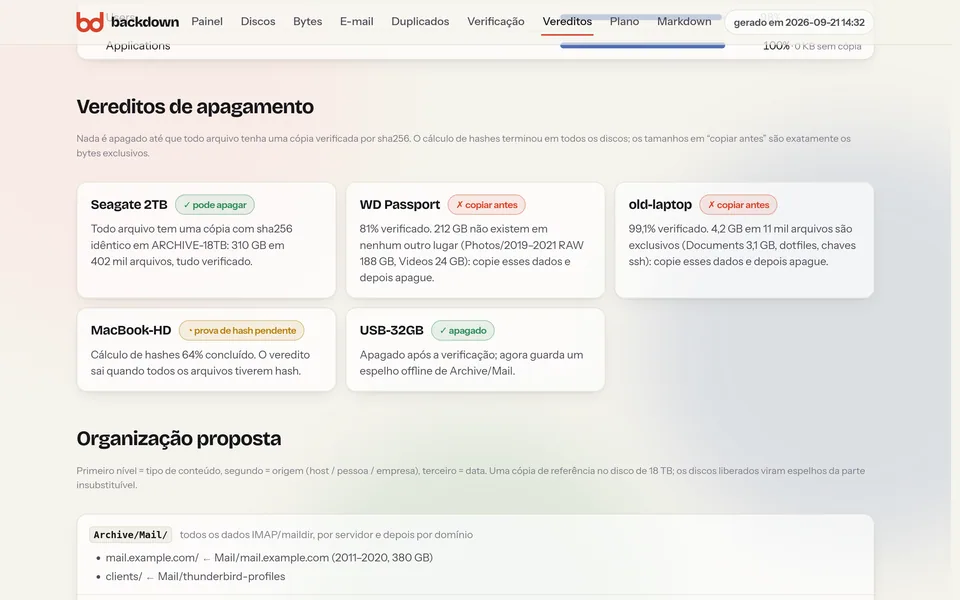 backdown Painel Discos Bytes E-mail Duplicados Verificação Vereditos Plano Markdown gerado em 2026-09-21 14:32
Applications 100% · 0 KB sem cópia
Vereditos de apagamento
Nada é apagado até que todo arquivo tenha uma cópia verificada por sha256. O cálculo de hashes terminou em todos os discos; os tamanhos em “copiar antes” são exatamente os
bytes exclusivos.
Seagate 2TB ✓ pode apagar
Todo arquivo tem uma cópia com sha256
idêntico em ARCHIVE-18TB: 310 GB em
402 mil arquivos, tudo verificado.
WD Passport ✗ copiar antes
81% verificado. 212 GB não existem em
nenhum outro lugar (Photos/2019–2021 RAW
188 GB, Videos 24 GB): copie esses dados e
depois apague.
old-laptop ✗ copiar antes
99,1% verificado. 4,2 GB em 11 mil arquivos são
exclusivos (Documents 3,1 GB, dotfiles, chaves
ssh): copie esses dados e depois apague.
MacBook-HD • prova de hash pendente
Cálculo de hashes 64% concluído. O veredito
sai quando todos os arquivos tiverem hash.
USB-32GB ✓ apagado
Apagado após a verificação; agora guarda um
espelho offline de Archive/Mail.
Organização proposta
Primeiro nível = tipo de conteúdo, segundo = origem (host / pessoa / empresa), terceiro = data. Uma cópia de referência no disco de 18 TB; os discos liberados viram espelhos da parte
insubstituível.
Archive/Mail/ todos os dados IMAP/maildir, por servidor e depois por domínio
• mail.example.com/ ← Mail/mail.example.com (2011–2020, 380 GB)
• clients/ ← Mail/thunderbird-profiles